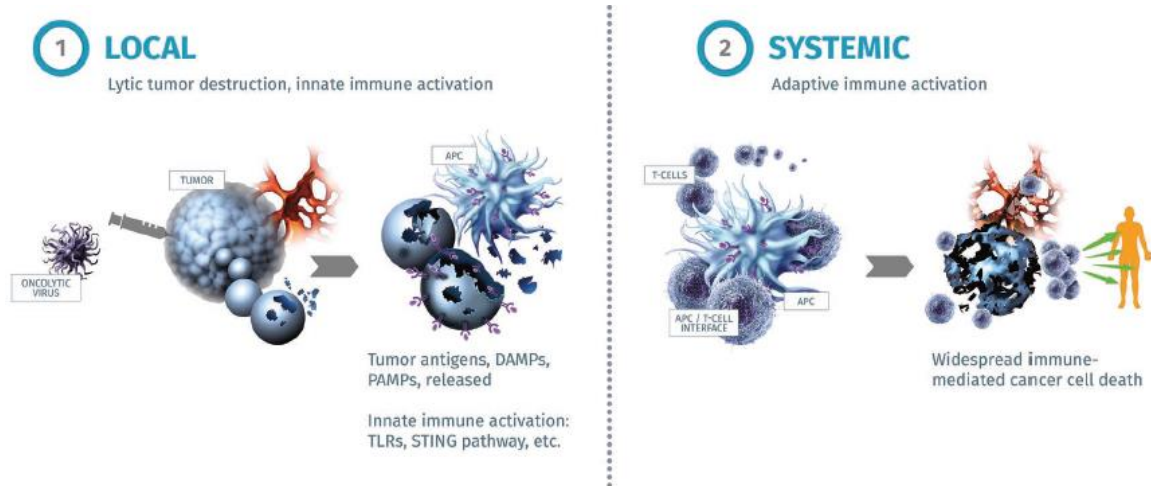 1 LOCAL
Lytic tumor destruction, innate immune activation
TUMOR
ONCOLYTIC
VIRUS
APC
Tumor antigens, DAMPs,
PAMPs, released
Innate immune activation:
TLRs, STING pathway, etc.
2 SYSTEMIC
Adaptive immune activation
T-CELLS
APC
APC / T-CELL
INTERFACE
Widespread immune-
mediated cancer cell death